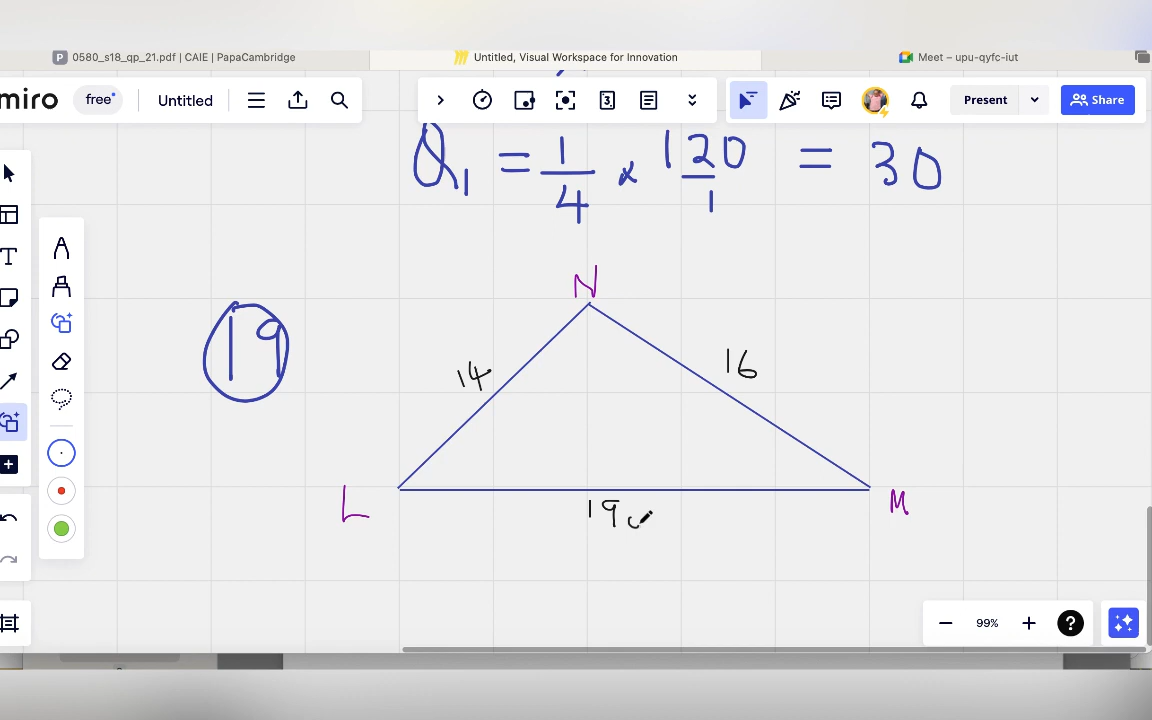 0580_s18_qp_21.pdf | CAIE | PapaCambridge
Untitled, Visual Workspace for Innovation
Meet – upu-qyfc-iut
miro
free
Untitled
Present
Share
Q₁ = 1/4 × 120/1 = 30
19
N
14
16
L
19
M
99%